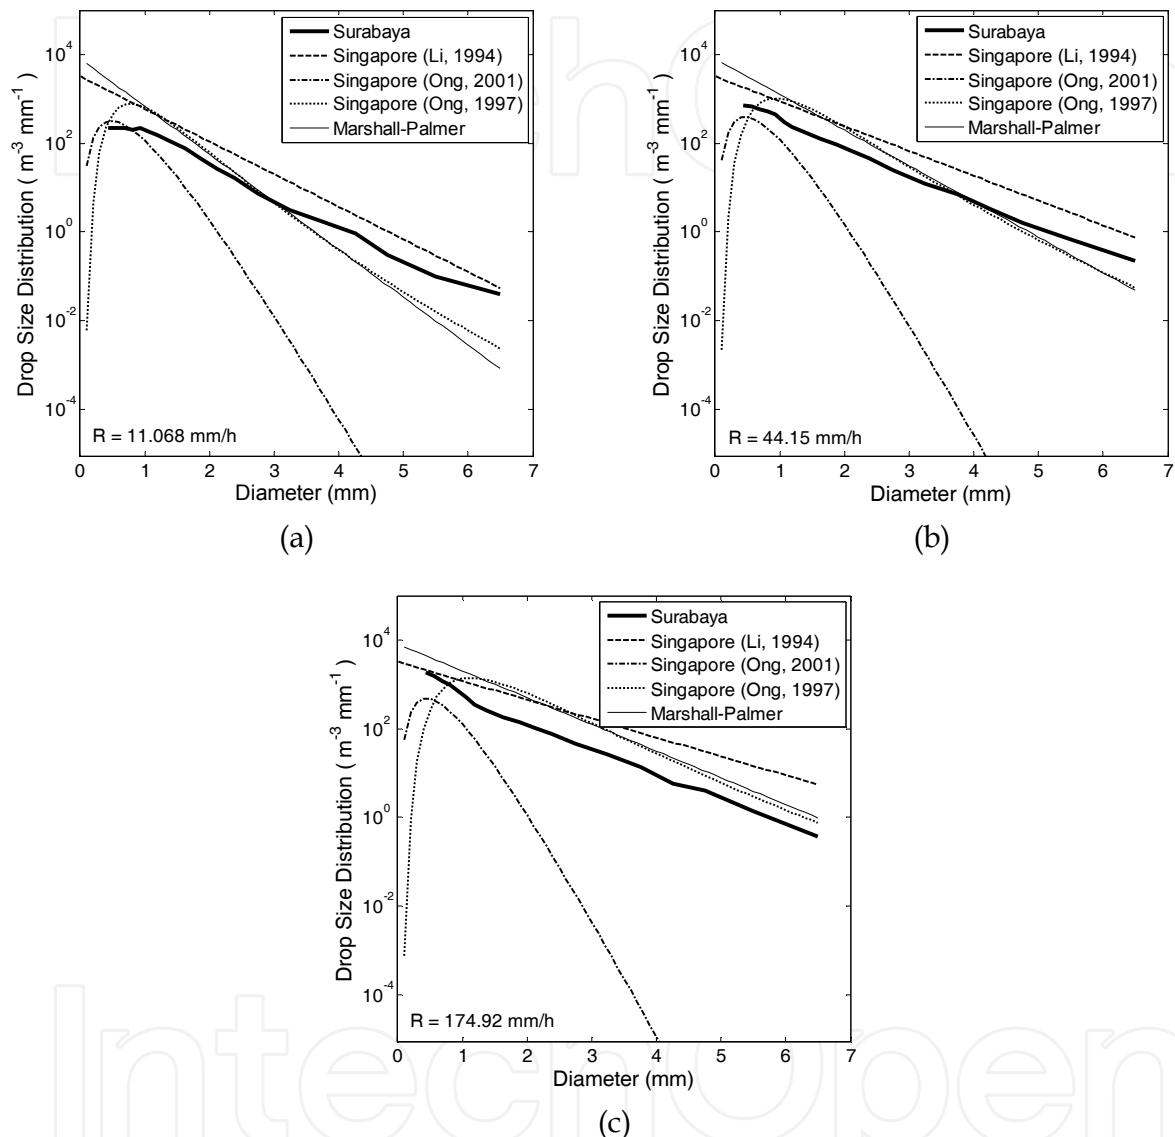 Surabaya
Singapore (Li, 1994)
Singapore (Ong, 2001)
Singapore (Ong, 1997)
Marshall-Palmer
Drop Size Distribution ( m^-3 mm^-1 )
10^4
10^2
10^0
10^-2
10^-4
R = 11.068 mm/h
0 1 2 3 4 5 6 7
Diameter (mm)
(a)
Surabaya
Singapore (Li, 1994)
Singapore (Ong, 2001)
Singapore (Ong, 1997)
Marshall-Palmer
Drop Size Distribution ( m^-3 mm^-1 )
10^4
10^2
10^0
10^-2
10^-4
R = 44.15 mm/h
0 1 2 3 4 5 6 7
Diameter (mm)
(b)
Surabaya
Singapore (Li, 1994)
Singapore (Ong, 2001)
Singapore (Ong, 1997)
Marshall-Palmer
Drop Size Distribution ( m^-3 mm^-1 )
10^4
10^2
10^0
10^-2
10^-4
R = 174.92 mm/h
0 1 2 3 4 5 6 7
Diameter (mm)
(c)
IntechOpen